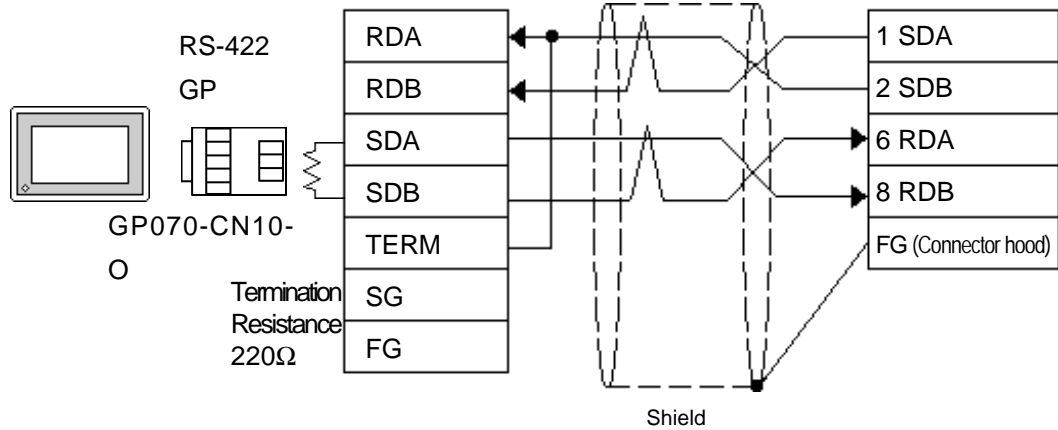 RS-422
GP
GP070-CN10-
O
Termination
Resistance
220Ω
RDA
RDB
SDA
SDB
TERM
SG
FG
Shield
1 SDA
2 SDB
6 RDA
8 RDB
FG (Connector hood)